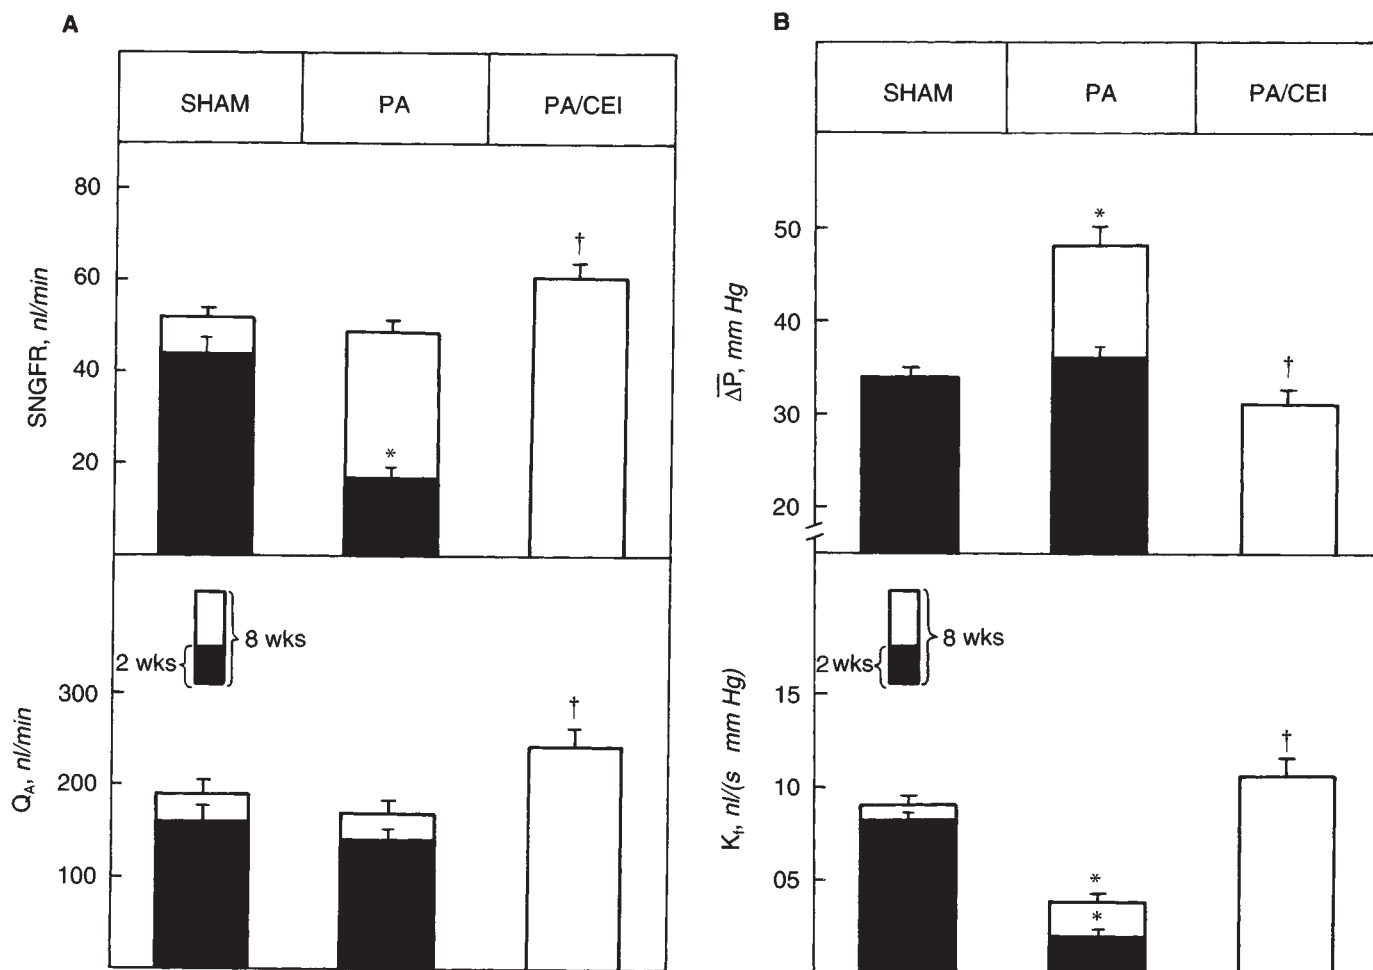 A
SHAM PA PA/CEI
80
60
40
20
SNGFR, nl/min
*
†
8 wks
2 wks
300
200
100
Q_A, nl/min
†
B
SHAM PA PA/CEI
50
40
30
20
ΔP, mm Hg
*
†
8 wks
2 wks
15
10
05
K_f, nl/(s mm Hg)
*
*
†